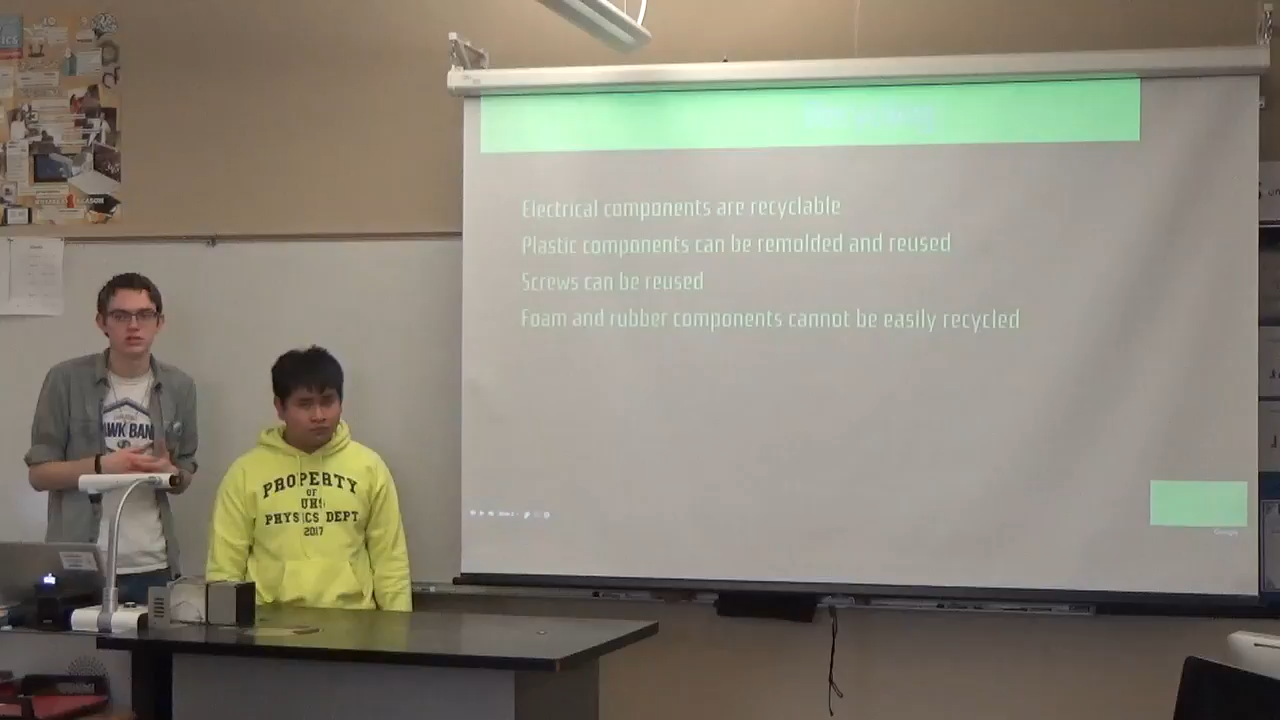 Electrical components are recyclable
Plastic components can be remolded and reused
Screws can be reused
Foam and rubber components cannot be easily recycled
Google
PROPERTY
OF
UHS
PHYSICS DEPT
2017